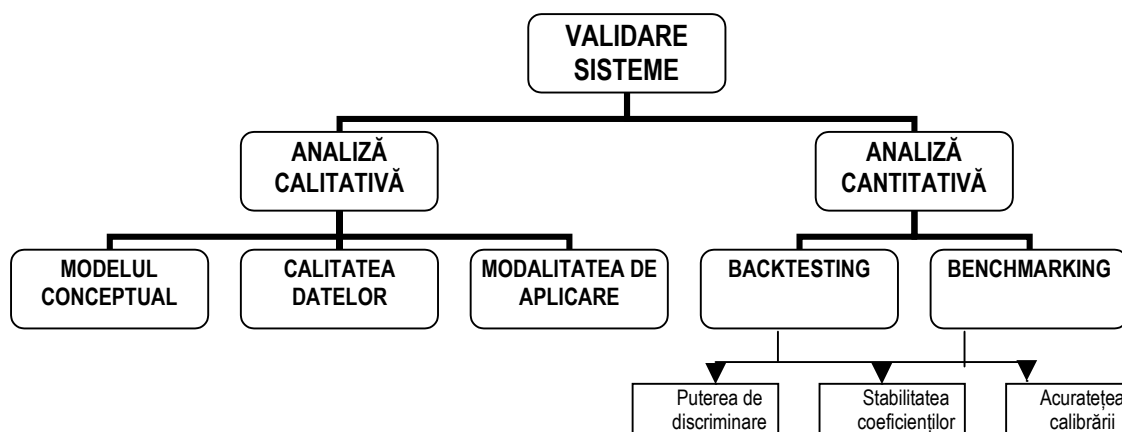 VALIDARE
SISTEME
ANALIZĂ
CALITATIVĂ
ANALIZĂ
CANTITATIVĂ
MODELUL
CONCEPTUAL
CALITATEA
DATELOR
MODALITATEA DE
APLICARE
BACKTESTING
BENCHMARKING
Puterea de
discriminare
Stabilitatea
coeficienților
Acuratețea
calibrării